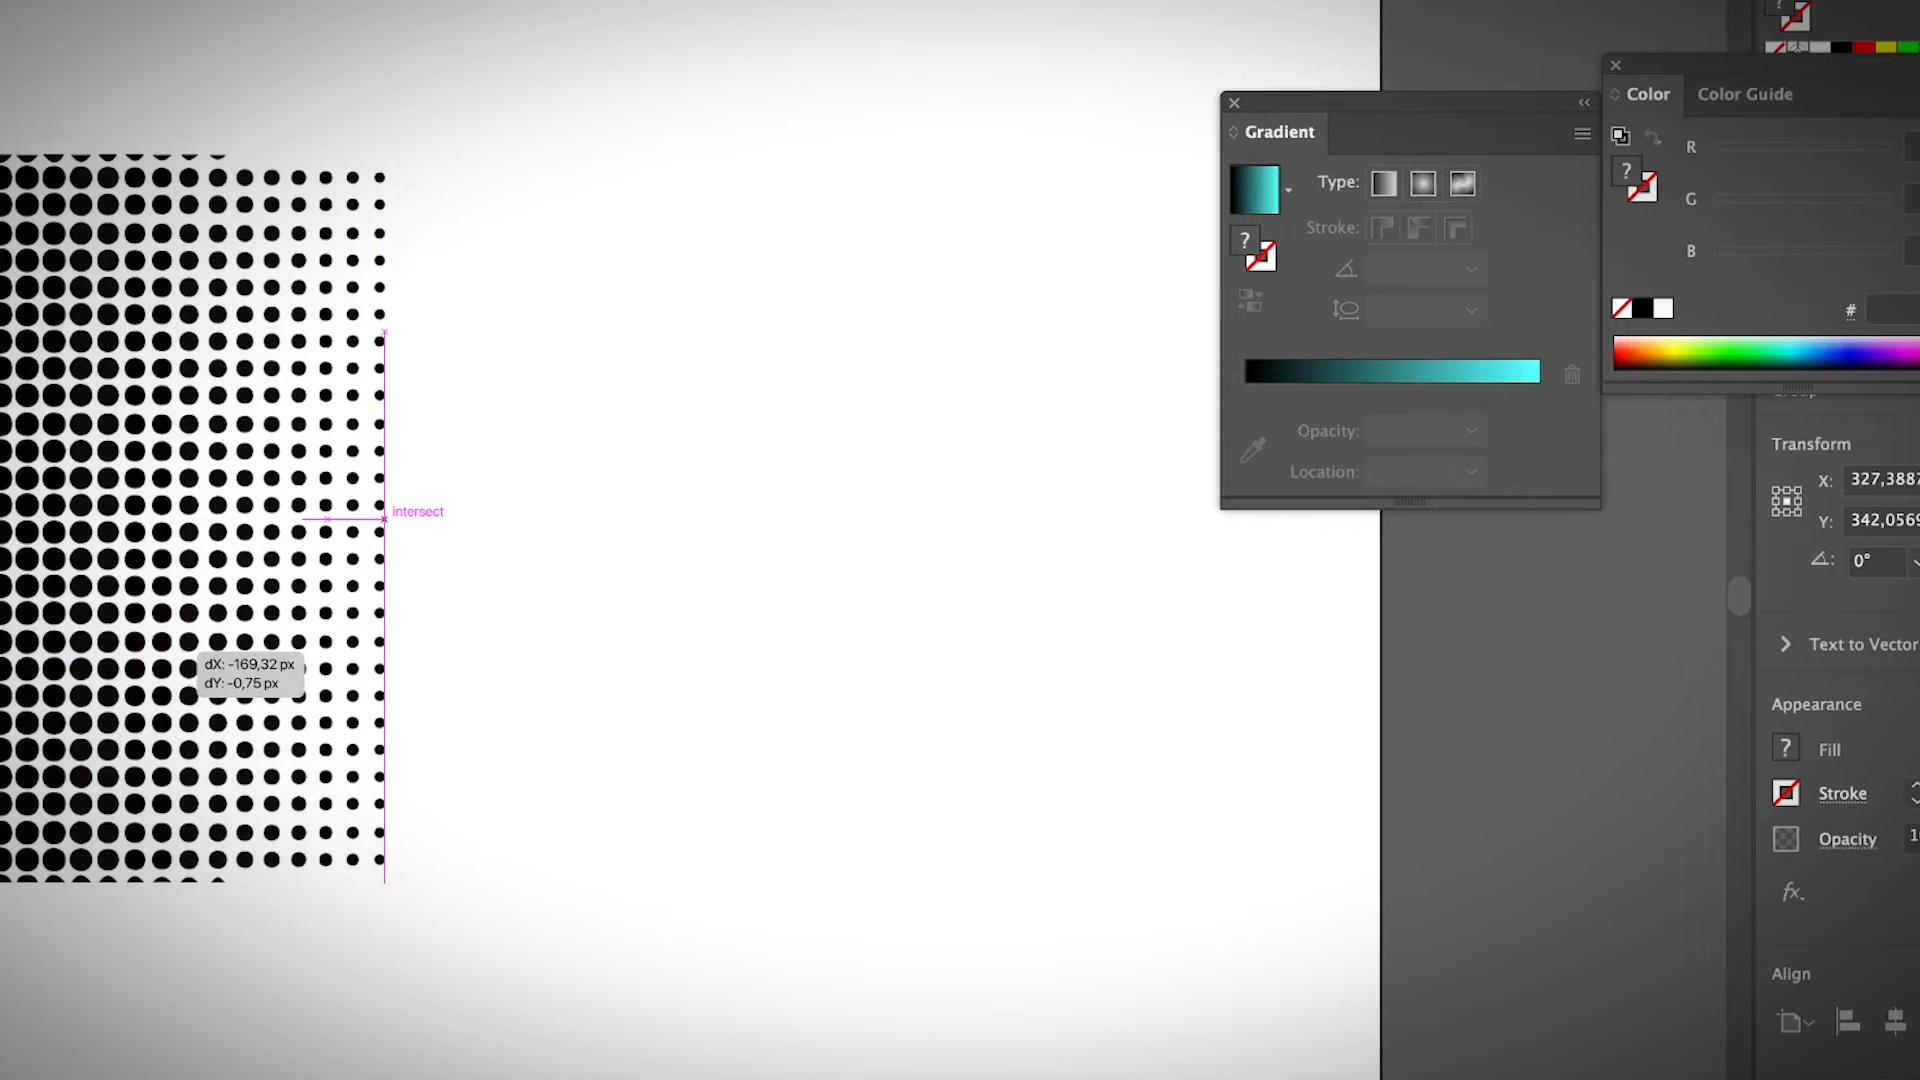 Color
Color Guide
Gradient
R
Type:
?
G
Stroke:
?
B
#
Group
Opacity:
Transform
Location:
X: 327,3887
intersect
Y: 342,0569
0°
Text to Vector
dX: -169,32 px
dY: -0,75 px
Appearance
? Fill
Stroke
Opacity
fx.
Align